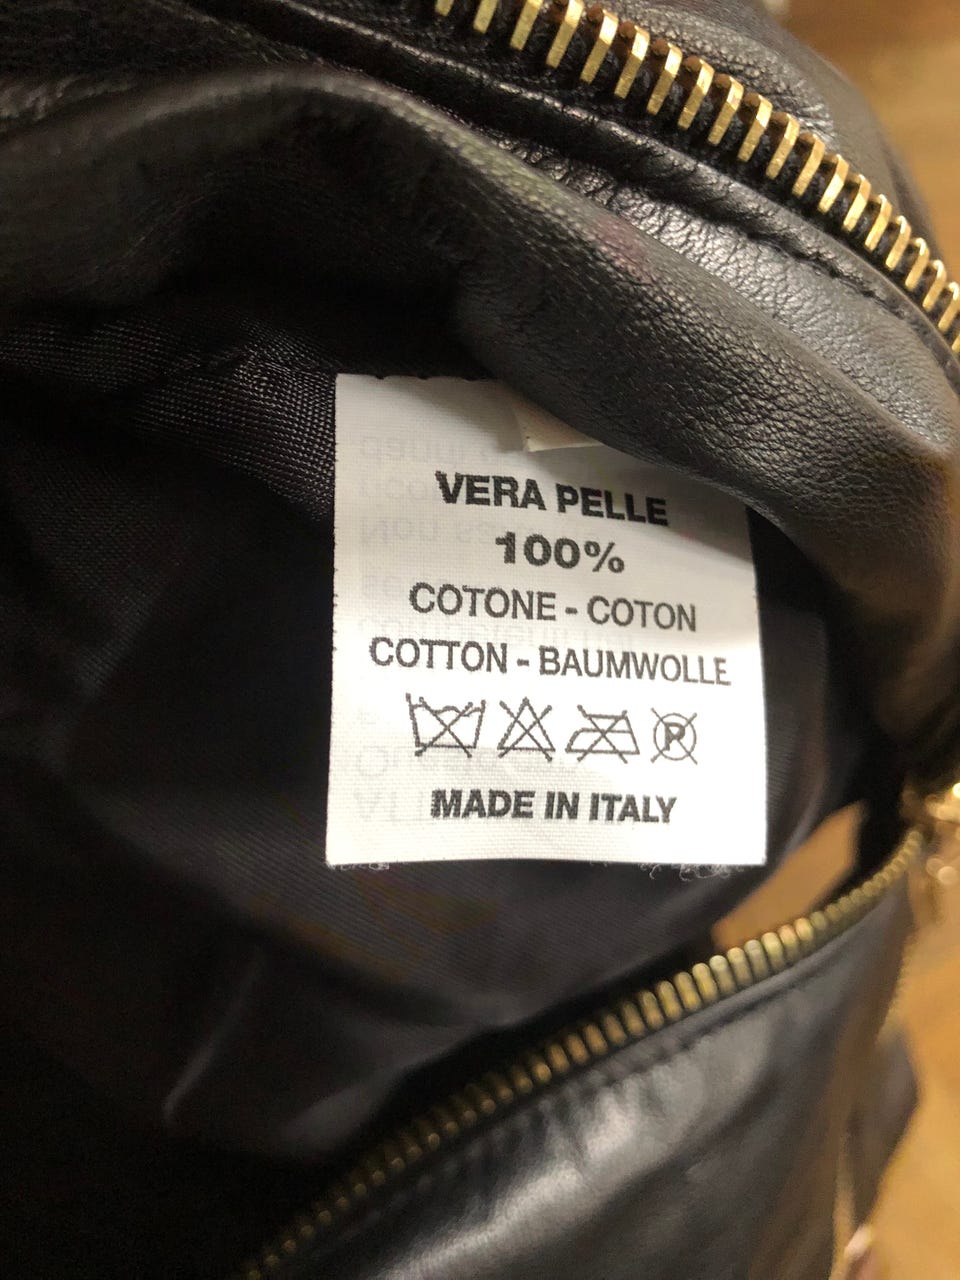 VERA PELLE
100%
COTONE - COTON
COTTON - BAUMWOLLE
P
MADE IN ITALY